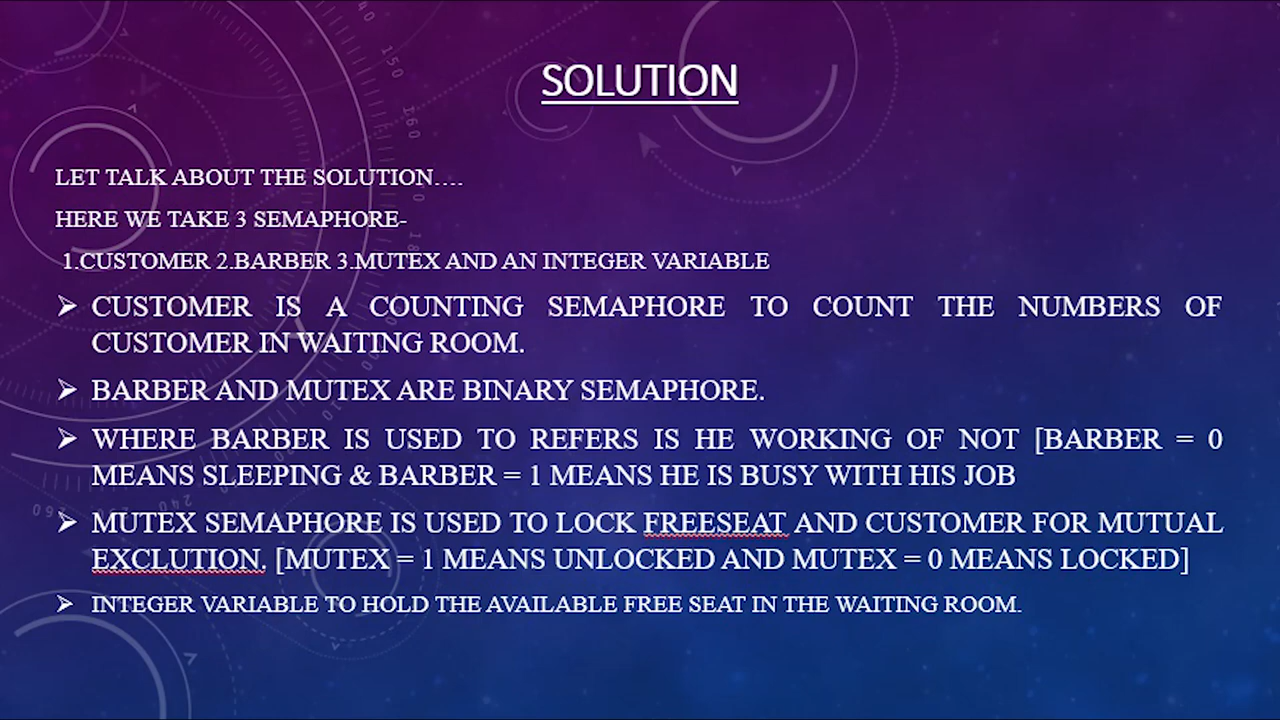 SOLUTION
LET TALK ABOUT THE SOLUTION….
HERE WE TAKE 3 SEMAPHORE-
1.CUSTOMER 2.BARBER 3.MUTEX AND AN INTEGER VARIABLE
➢ CUSTOMER IS A COUNTING SEMAPHORE TO COUNT THE NUMBERS OF
CUSTOMER IN WAITING ROOM.
➢ BARBER AND MUTEX ARE BINARY SEMAPHORE.
➢ WHERE BARBER IS USED TO REFERS IS HE WORKING OF NOT [BARBER = 0
MEANS SLEEPING & BARBER = 1 MEANS HE IS BUSY WITH HIS JOB
➢ MUTEX SEMAPHORE IS USED TO LOCK FREESEAT AND CUSTOMER FOR MUTUAL
EXCLUTION. [MUTEX = 1 MEANS UNLOCKED AND MUTEX = 0 MEANS LOCKED]
➢ INTEGER VARIABLE TO HOLD THE AVAILABLE FREE SEAT IN THE WAITING ROOM.
150
160
260